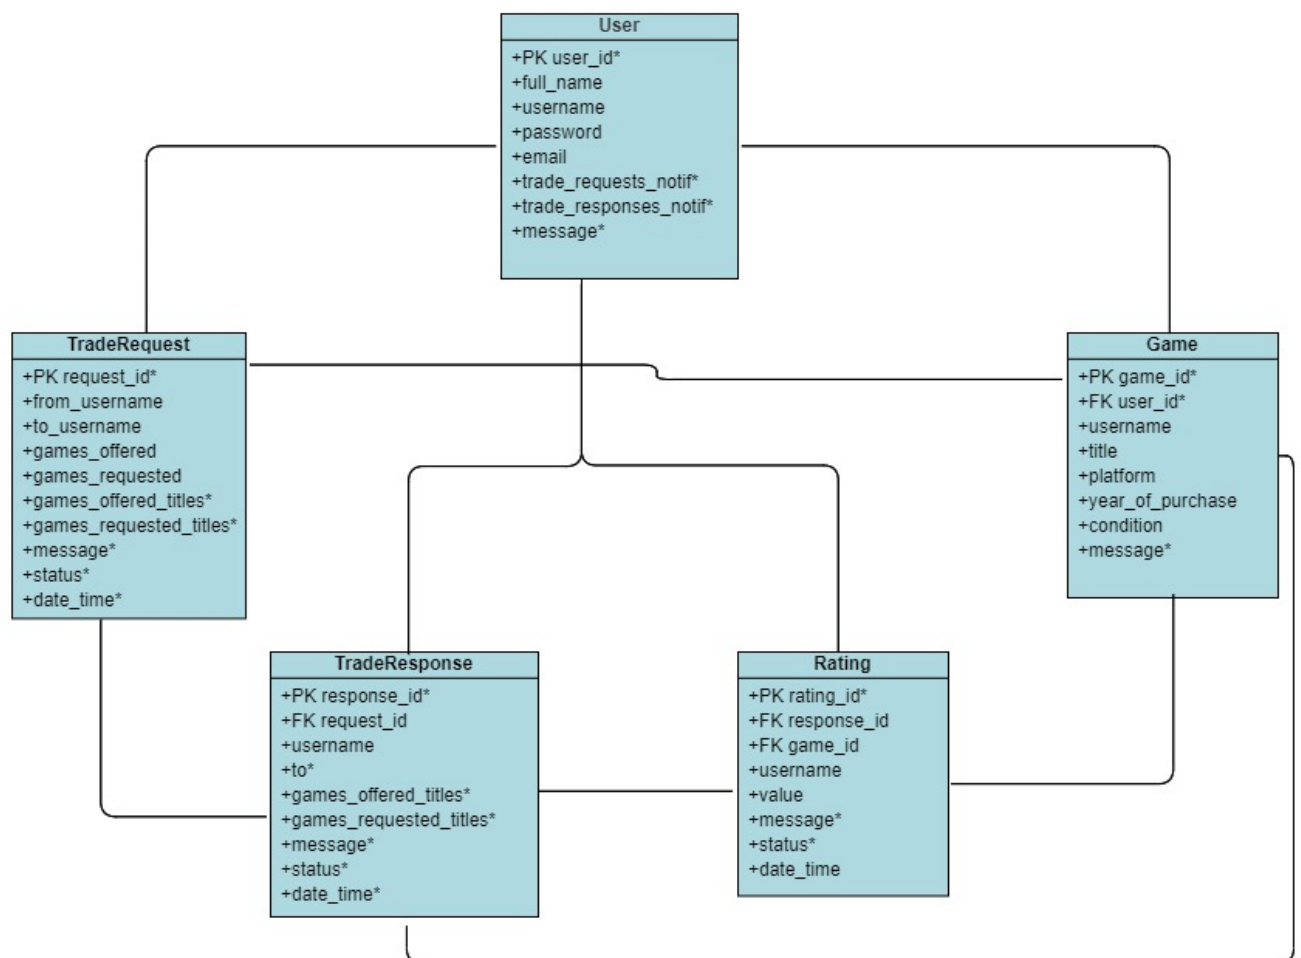 User
+PK user_id*
+full_name
+username
+password
+email
+trade_requests_notif*
+trade_responses_notif*
+message*
TradeRequest
+PK request_id*
+from_username
+to_username
+games_offered
+games_requested
+games_offered_titles*
+games_requested_titles*
+message*
+status*
+date_time*
Game
+PK game_id*
+FK user_id*
+username
+title
+platform
+year_of_purchase
+condition
+message*
TradeResponse
+PK response_id*
+FK request_id
+username
+to*
+games_offered_titles*
+games_requested_titles*
+message*
+status*
+date_time*
Rating
+PK rating_id*
+FK response_id
+FK game_id
+username
+value
+message*
+status*
+date_time